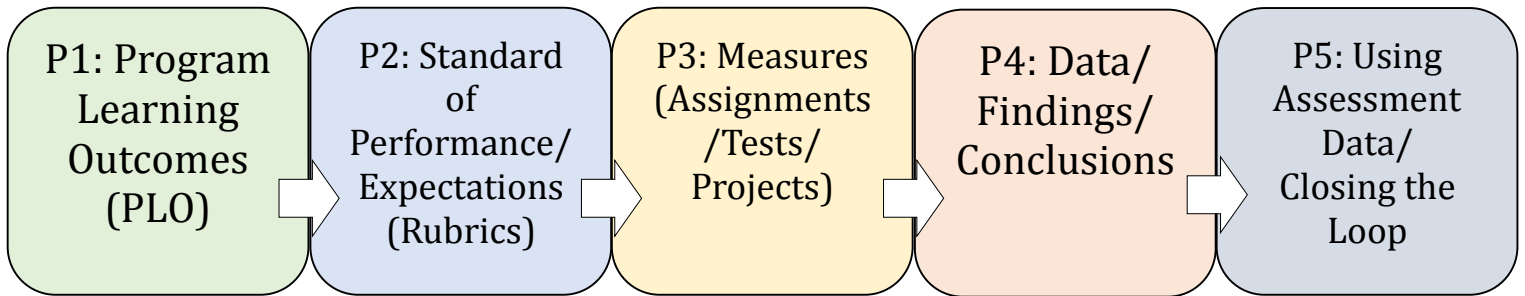 P1: Program
Learning
Outcomes
(PLO)
P2: Standard
of
Performance/
Expectations
(Rubrics)
P3: Measures
(Assignments
/Tests/
Projects)
P4: Data/
Findings/
Conclusions
P5: Using
Assessment
Data/
Closing the
Loop